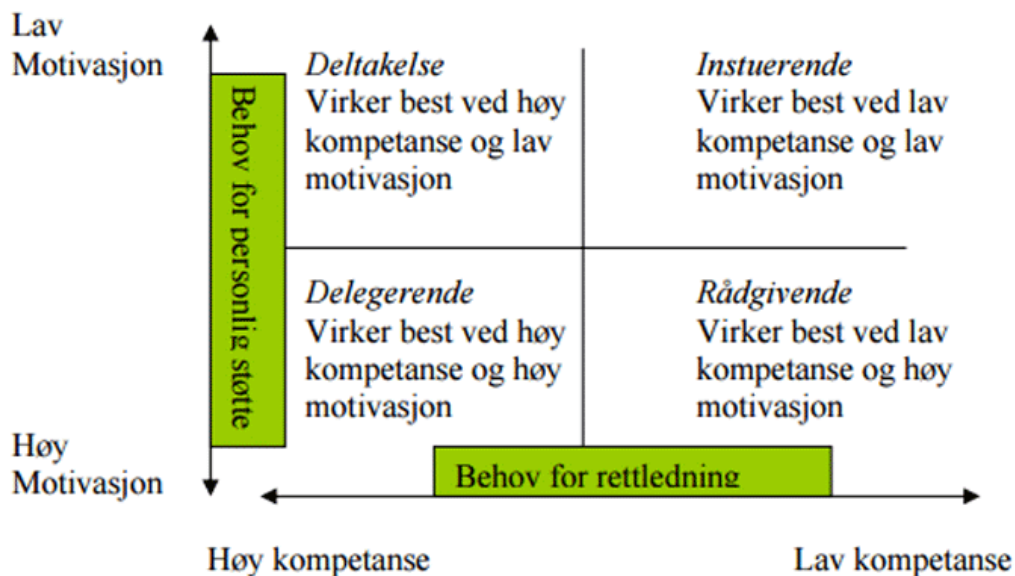 Lav
Motivasjon
Deltakelse
Virker best ved høy
kompetanse og lav
motivasjon
Instuerende
Virker best ved lav
kompetanse og lav
motivasjon
Behov for personlig støtte
Delegerende
Virker best ved høy
kompetanse og høy
motivasjon
Rådgivende
Virker best ved lav
kompetanse og høy
motivasjon
Høy
Motivasjon
Behov for rettledning
Høy kompetanse
Lav kompetanse